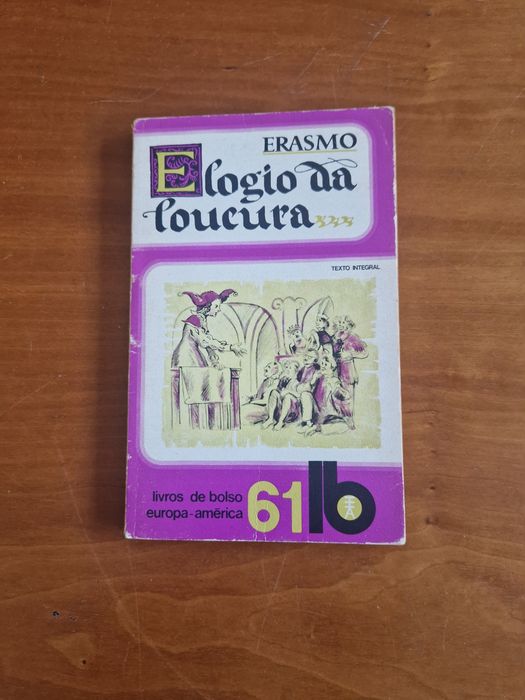 ERASMO
Elogio da
loucura
TEXTO INTEGRAL
livros de bolso
europa-américa
61 lb